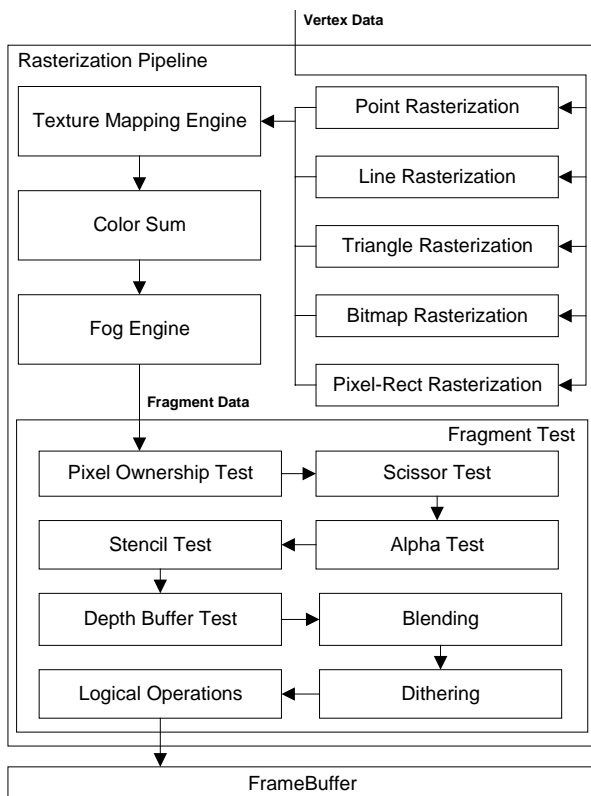 Vertex Data
Rasterization Pipeline
Texture Mapping Engine
Point Rasterization
Line Rasterization
Color Sum
Triangle Rasterization
Fog Engine
Bitmap Rasterization
Pixel-Rect Rasterization
Fragment Data
Fragment Test
Pixel Ownership Test
Scissor Test
Stencil Test
Alpha Test
Depth Buffer Test
Blending
Logical Operations
Dithering
FrameBuffer